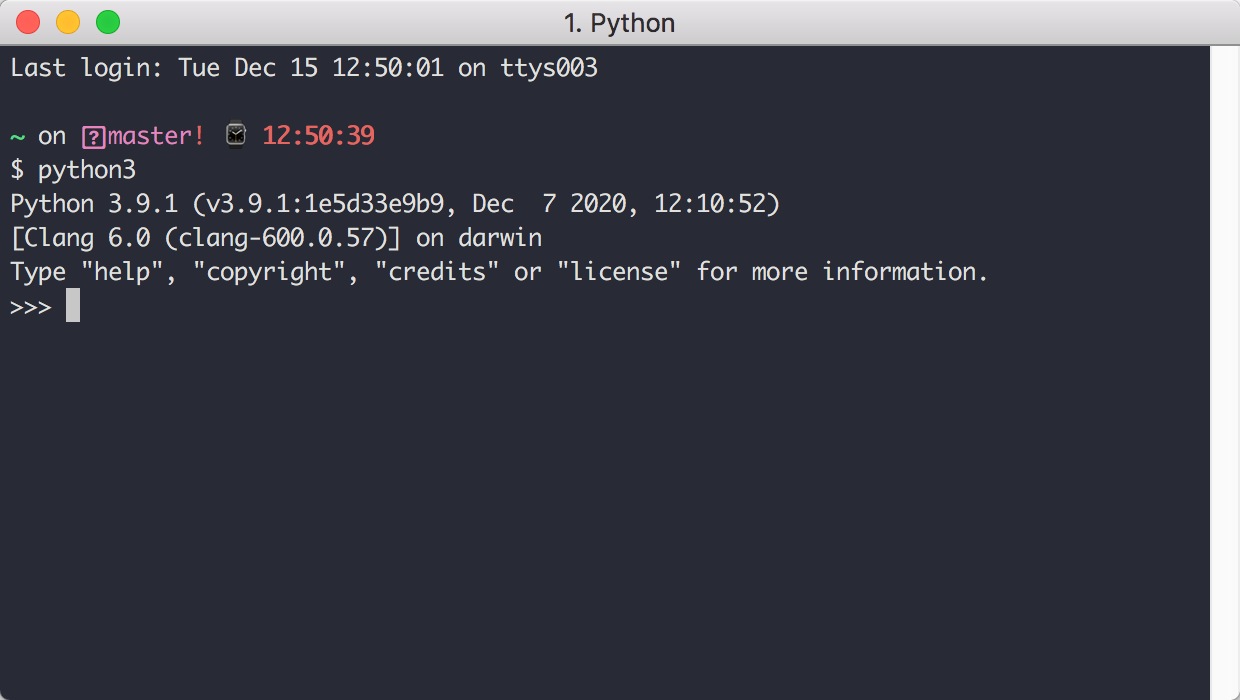 1. Python
Last login: Tue Dec 15 12:50:01 on ttys003
~ on ?master! ⌚ 12:50:39
$ python3
Python 3.9.1 (v3.9.1:1e5d33e9b9, Dec  7 2020, 12:10:52)
[Clang 6.0 (clang-600.0.57)] on darwin
Type "help", "copyright", "credits" or "license" for more information.
>>>